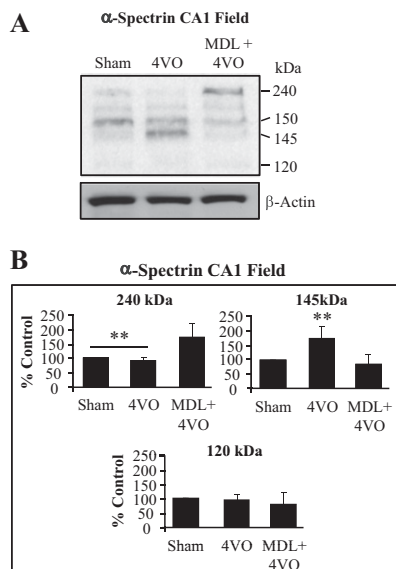 A
α-Spectrin CA1 Field
Sham 4VO MDL + 4VO
kDa
240
150
145
120
β-Actin
B
α-Spectrin CA1 Field
240 kDa
% Control
250
200
150
100
50
0
**
Sham 4VO MDL+ 4VO
145kDa
% Control
250
200
150
100
50
0
**
Sham 4VO MDL+ 4VO
120 kDa
% Control
250
200
150
100
50
0
Sham 4VO MDL+ 4VO